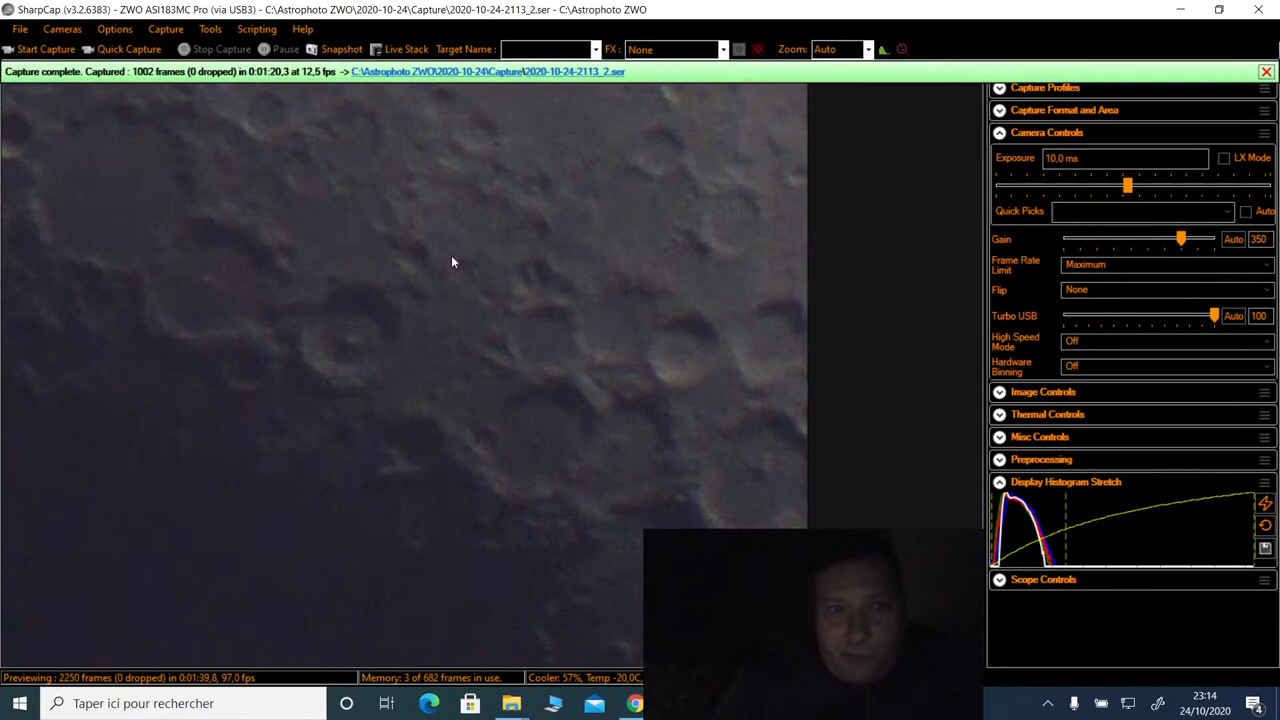 SharpCap (v3.2.6383) - ZWO ASI183MC Pro (via USB3) - C:\Astrophoto ZWO\2020-10-24\Capture\2020-10-24-2113_2.ser - C:\Astrophoto ZWO
File Cameras Options Capture Tools Scripting Help
Start Capture Quick Capture Stop Capture Pause Snapshot Live Stack Target Name : FX : None Zoom: Auto
Capture complete. Captured : 1002 frames (0 dropped) in 0:01:20,3 at 12,5 fps -> C:\Astrophoto ZWO\2020-10-24\Capture\2020-10-24-2113_2.ser
Capture Profiles
Capture Format and Area
Camera Controls
Exposure 10,0 ms LX Mode
Quick Picks Auto
Gain Auto 350
Frame Rate Limit Maximum
Flip None
Turbo USB Auto 100
High Speed Mode Off
Hardware Binning Off
Image Controls
Thermal Controls
Misc Controls
Preprocessing
Display Histogram Stretch
Scope Controls
Previewing : 2250 frames (0 dropped) in 0:01:39,8, 97,0 fps Memory: 3 of 682 frames in use. Cooler: 57%, Temp -20,0C,
Taper ici pour rechercher
23:14
24/10/2020
4